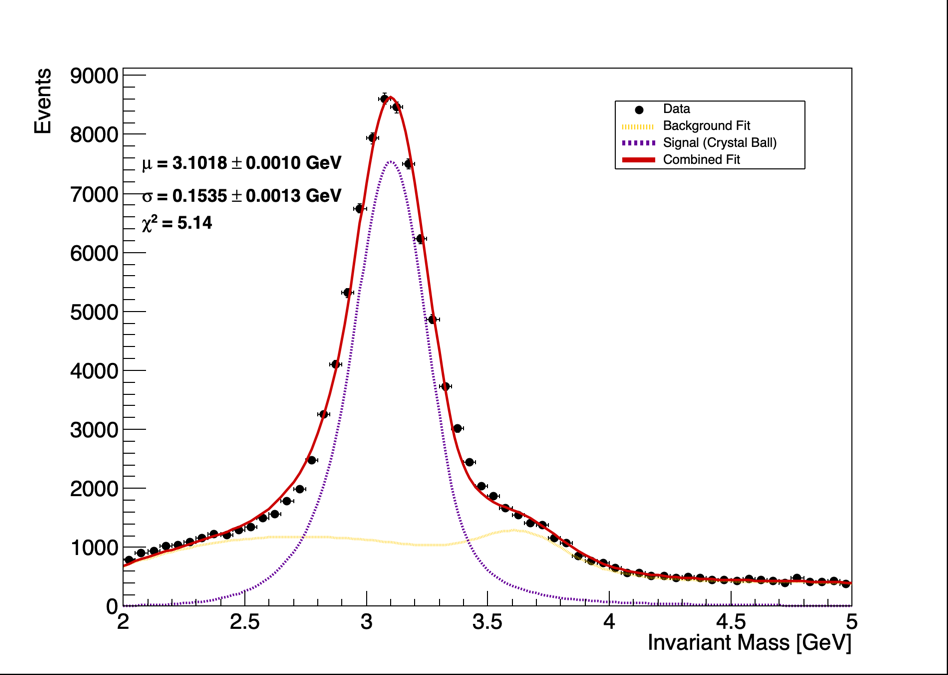 Events
9000
8000
7000
6000
5000
4000
3000
2000
1000
0
μ = 3.1018 ± 0.0010 GeV
σ = 0.1535 ± 0.0013 GeV
χ² = 5.14
Data
Background Fit
Signal (Crystal Ball)
Combined Fit
2 2.5 3 3.5 4 4.5 5
Invariant Mass [GeV]